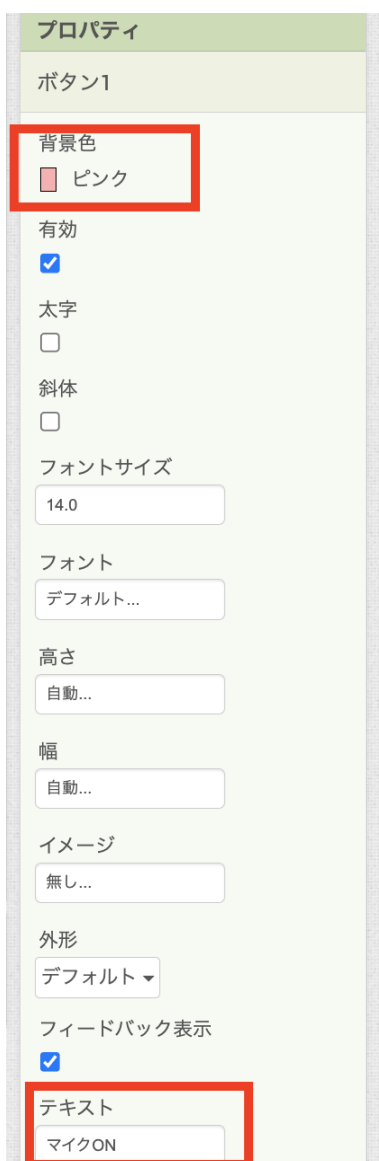 プロパティ
ボタン1
背景色
ピンク
有効
太字
斜体
フォントサイズ
14.0
フォント
デフォルト...
高さ
自動...
幅
自動...
イメージ
無し...
外形
デフォルト
フィードバック表示
テキスト
マイクON